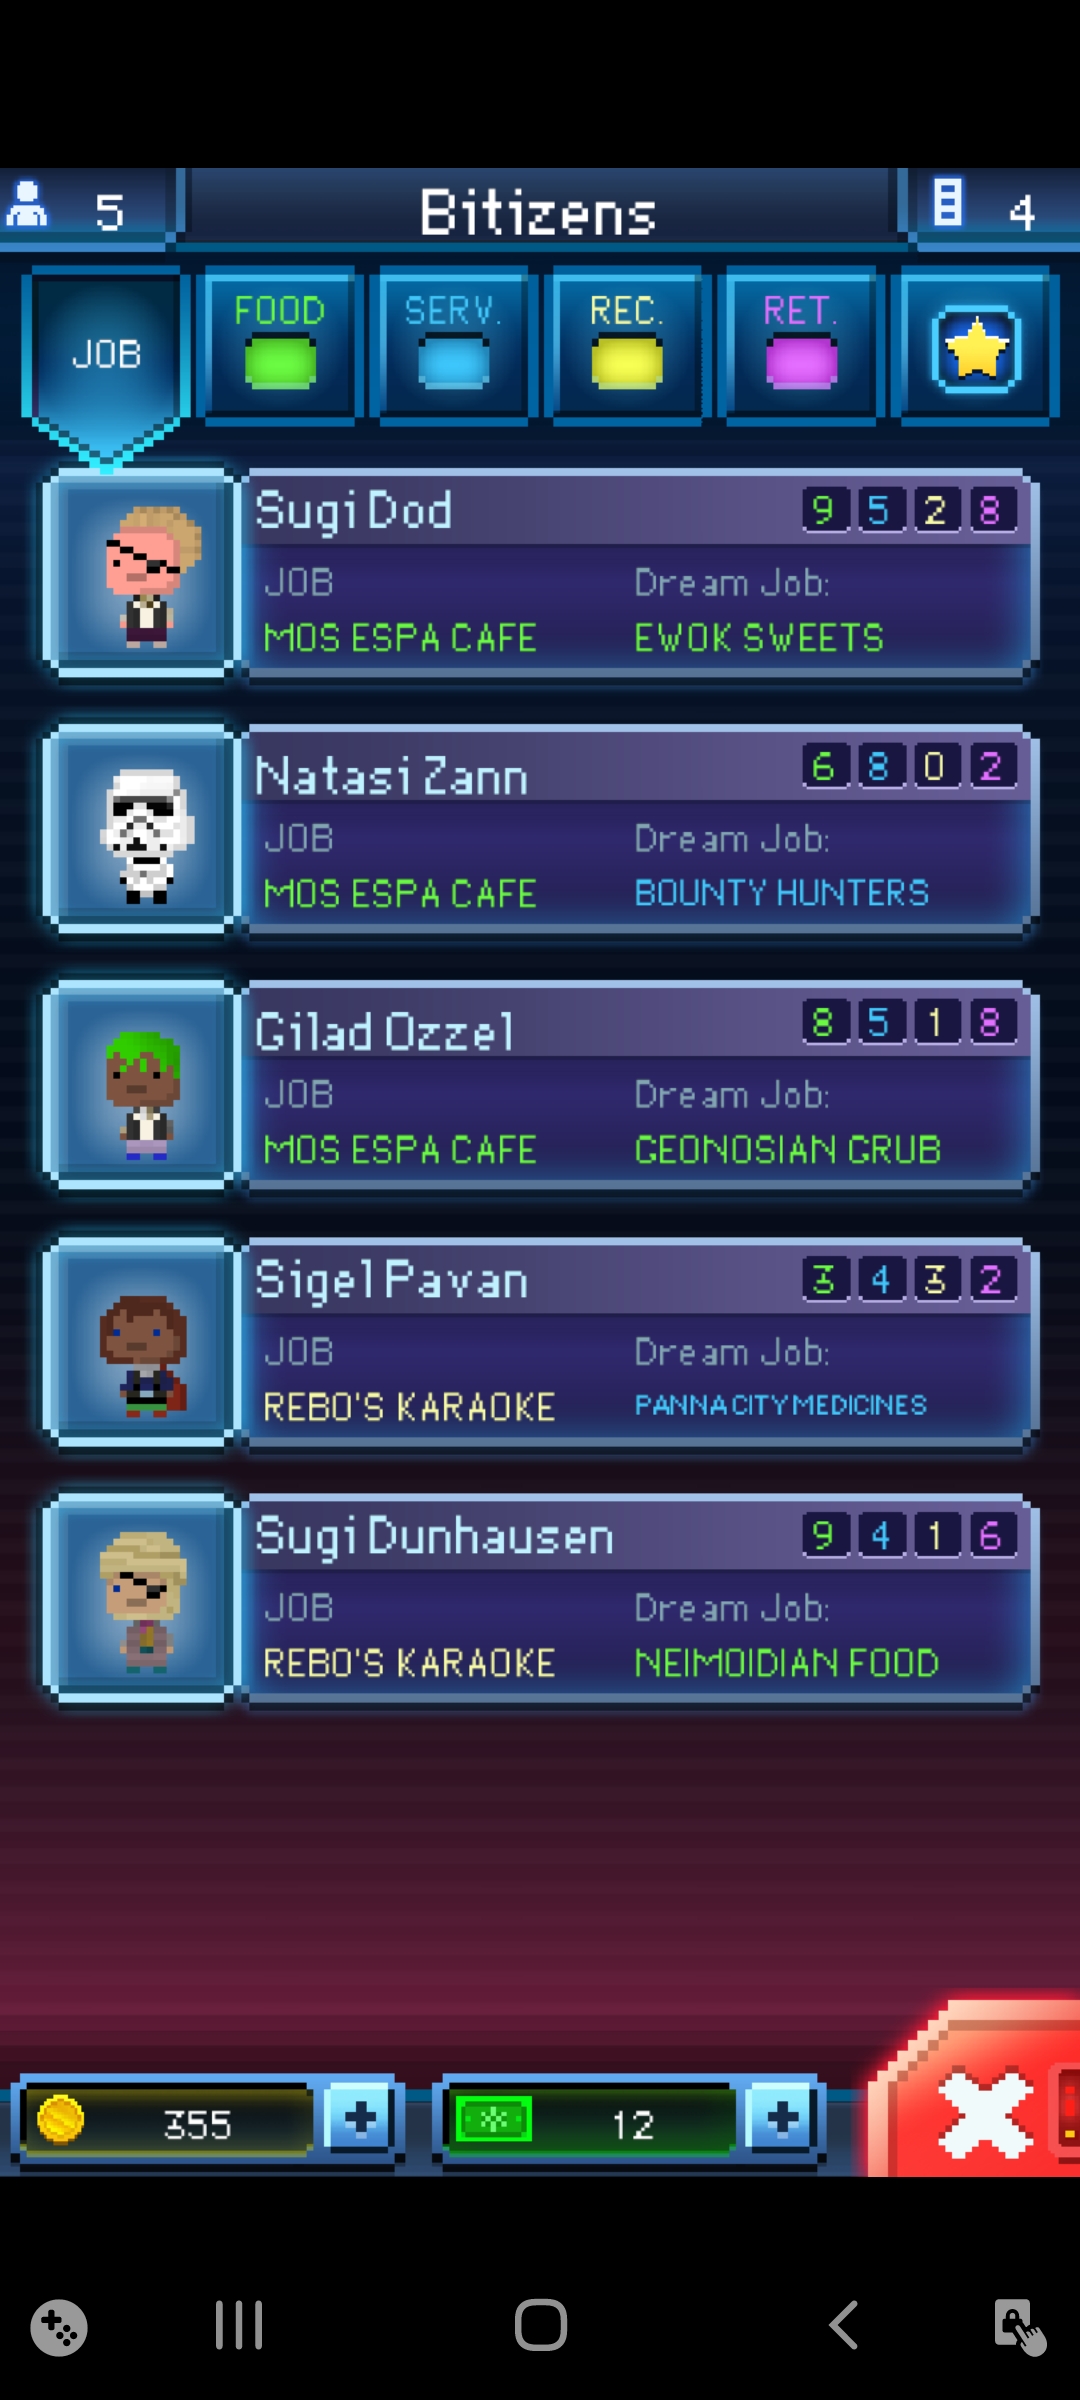 5 Bitizens 4
JOB FOOD SERV. REC. RET.
Sugi Dod 9 5 2 8
JOB Dream Job:
MOS ESPA CAFE EWOK SWEETS
Natasi Zann 6 8 0 2
JOB Dream Job:
MOS ESPA CAFE BOUNTY HUNTERS
Gilad Ozzel 8 5 1 8
JOB Dream Job:
MOS ESPA CAFE GEONOSIAN GRUB
Sigel Pavan 3 4 3 2
JOB Dream Job:
REBO'S KARAOKE PANNA CITY MEDICINES
Sugi Dunhausen 9 4 1 6
JOB Dream Job:
REBO'S KARAOKE NEIMOIDIAN FOOD
355 + 12 +